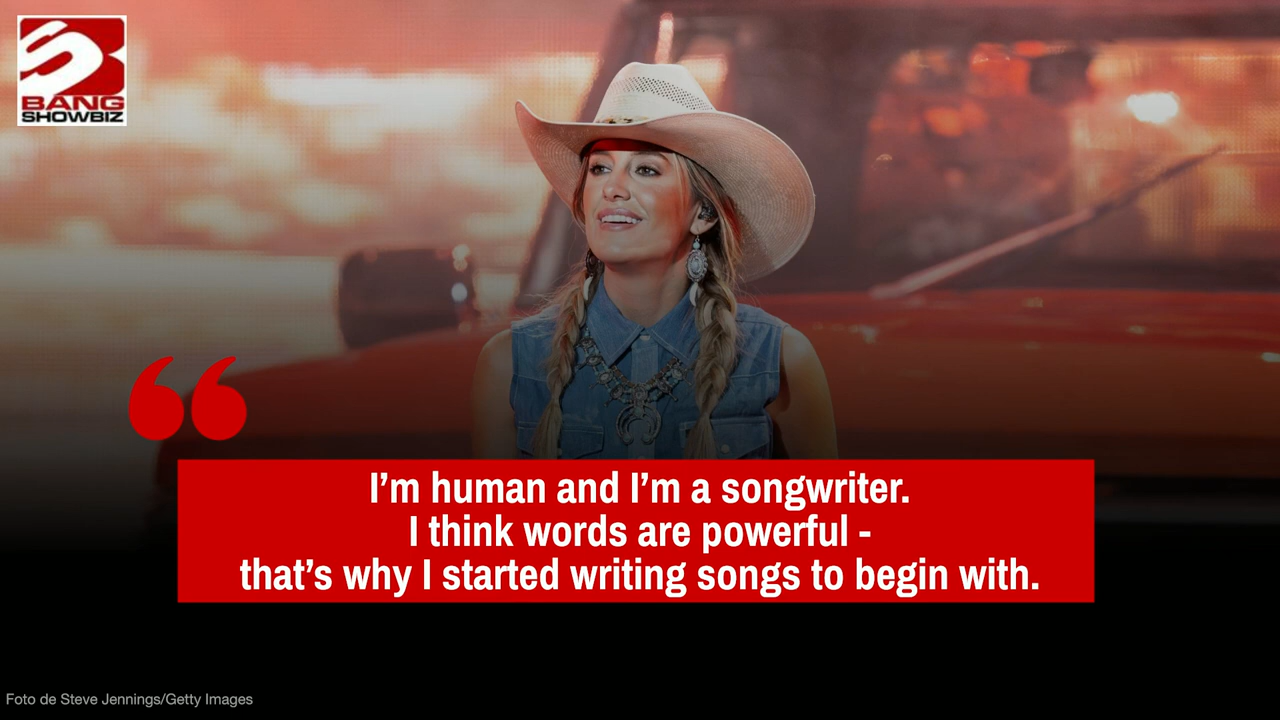 BANG
SHOWBIZ
I’m human and I’m a songwriter.
I think words are powerful -
that’s why I started writing songs to begin with.
Foto de Steve Jennings/Getty Images